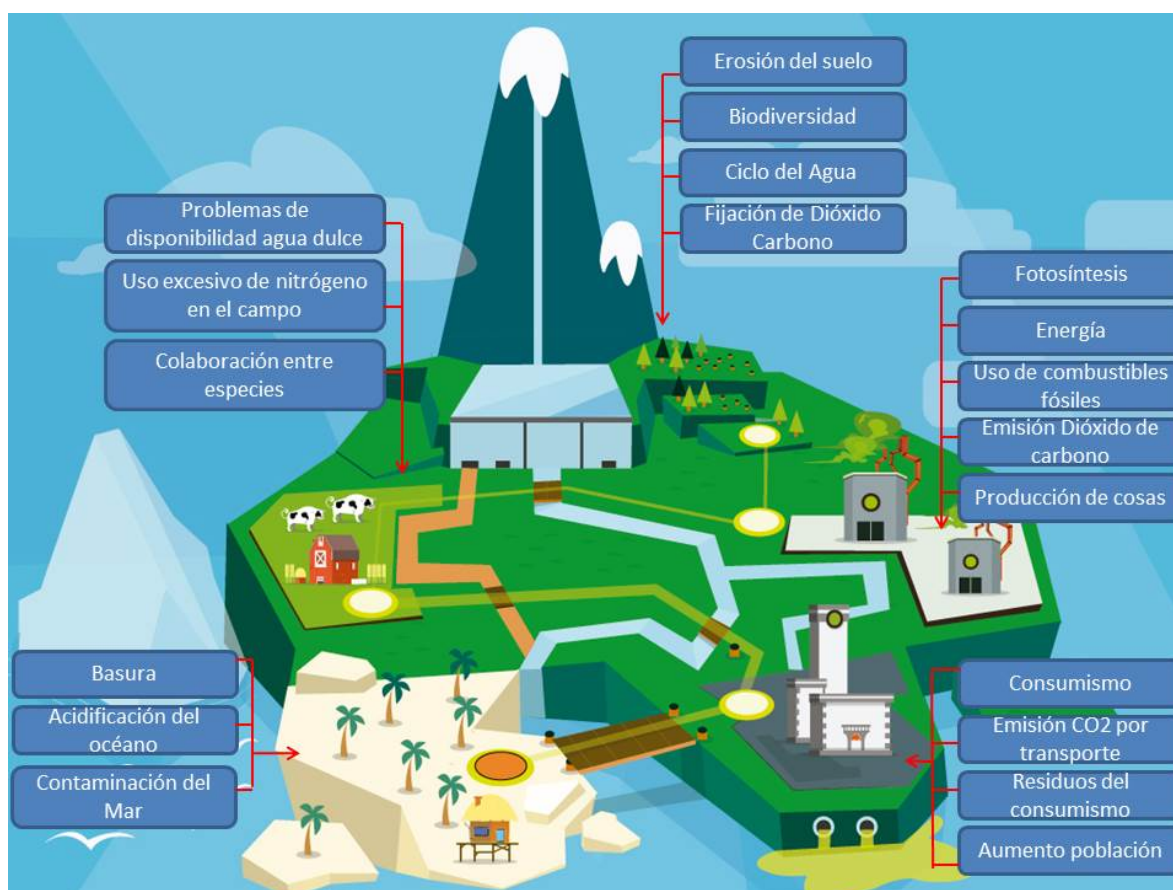 Erosión del suelo
Biodiversidad
Ciclo del Agua
Fijación de Dióxido
Carbono
Problemas de
disponibilidad agua dulce
Uso excesivo de nitrógeno
en el campo
Colaboración entre
especies
Fotosíntesis
Energía
Uso de combustibles
fósiles
Emisión Dióxido de
carbono
Producción de cosas
Basura
Acidificación del
océano
Contaminación del
Mar
Consumismo
Emisión CO2 por
transporte
Residuos del
consumismo
Aumento población